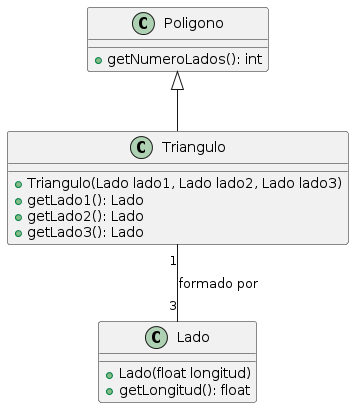 C Poligono
getNumeroLados(): int
C Triangulo
Triangulo(Lado lado1, Lado lado2, Lado lado3)
getLado1(): Lado
getLado2(): Lado
getLado3(): Lado
1
formado por
3
C Lado
Lado(float longitud)
getLongitud(): float